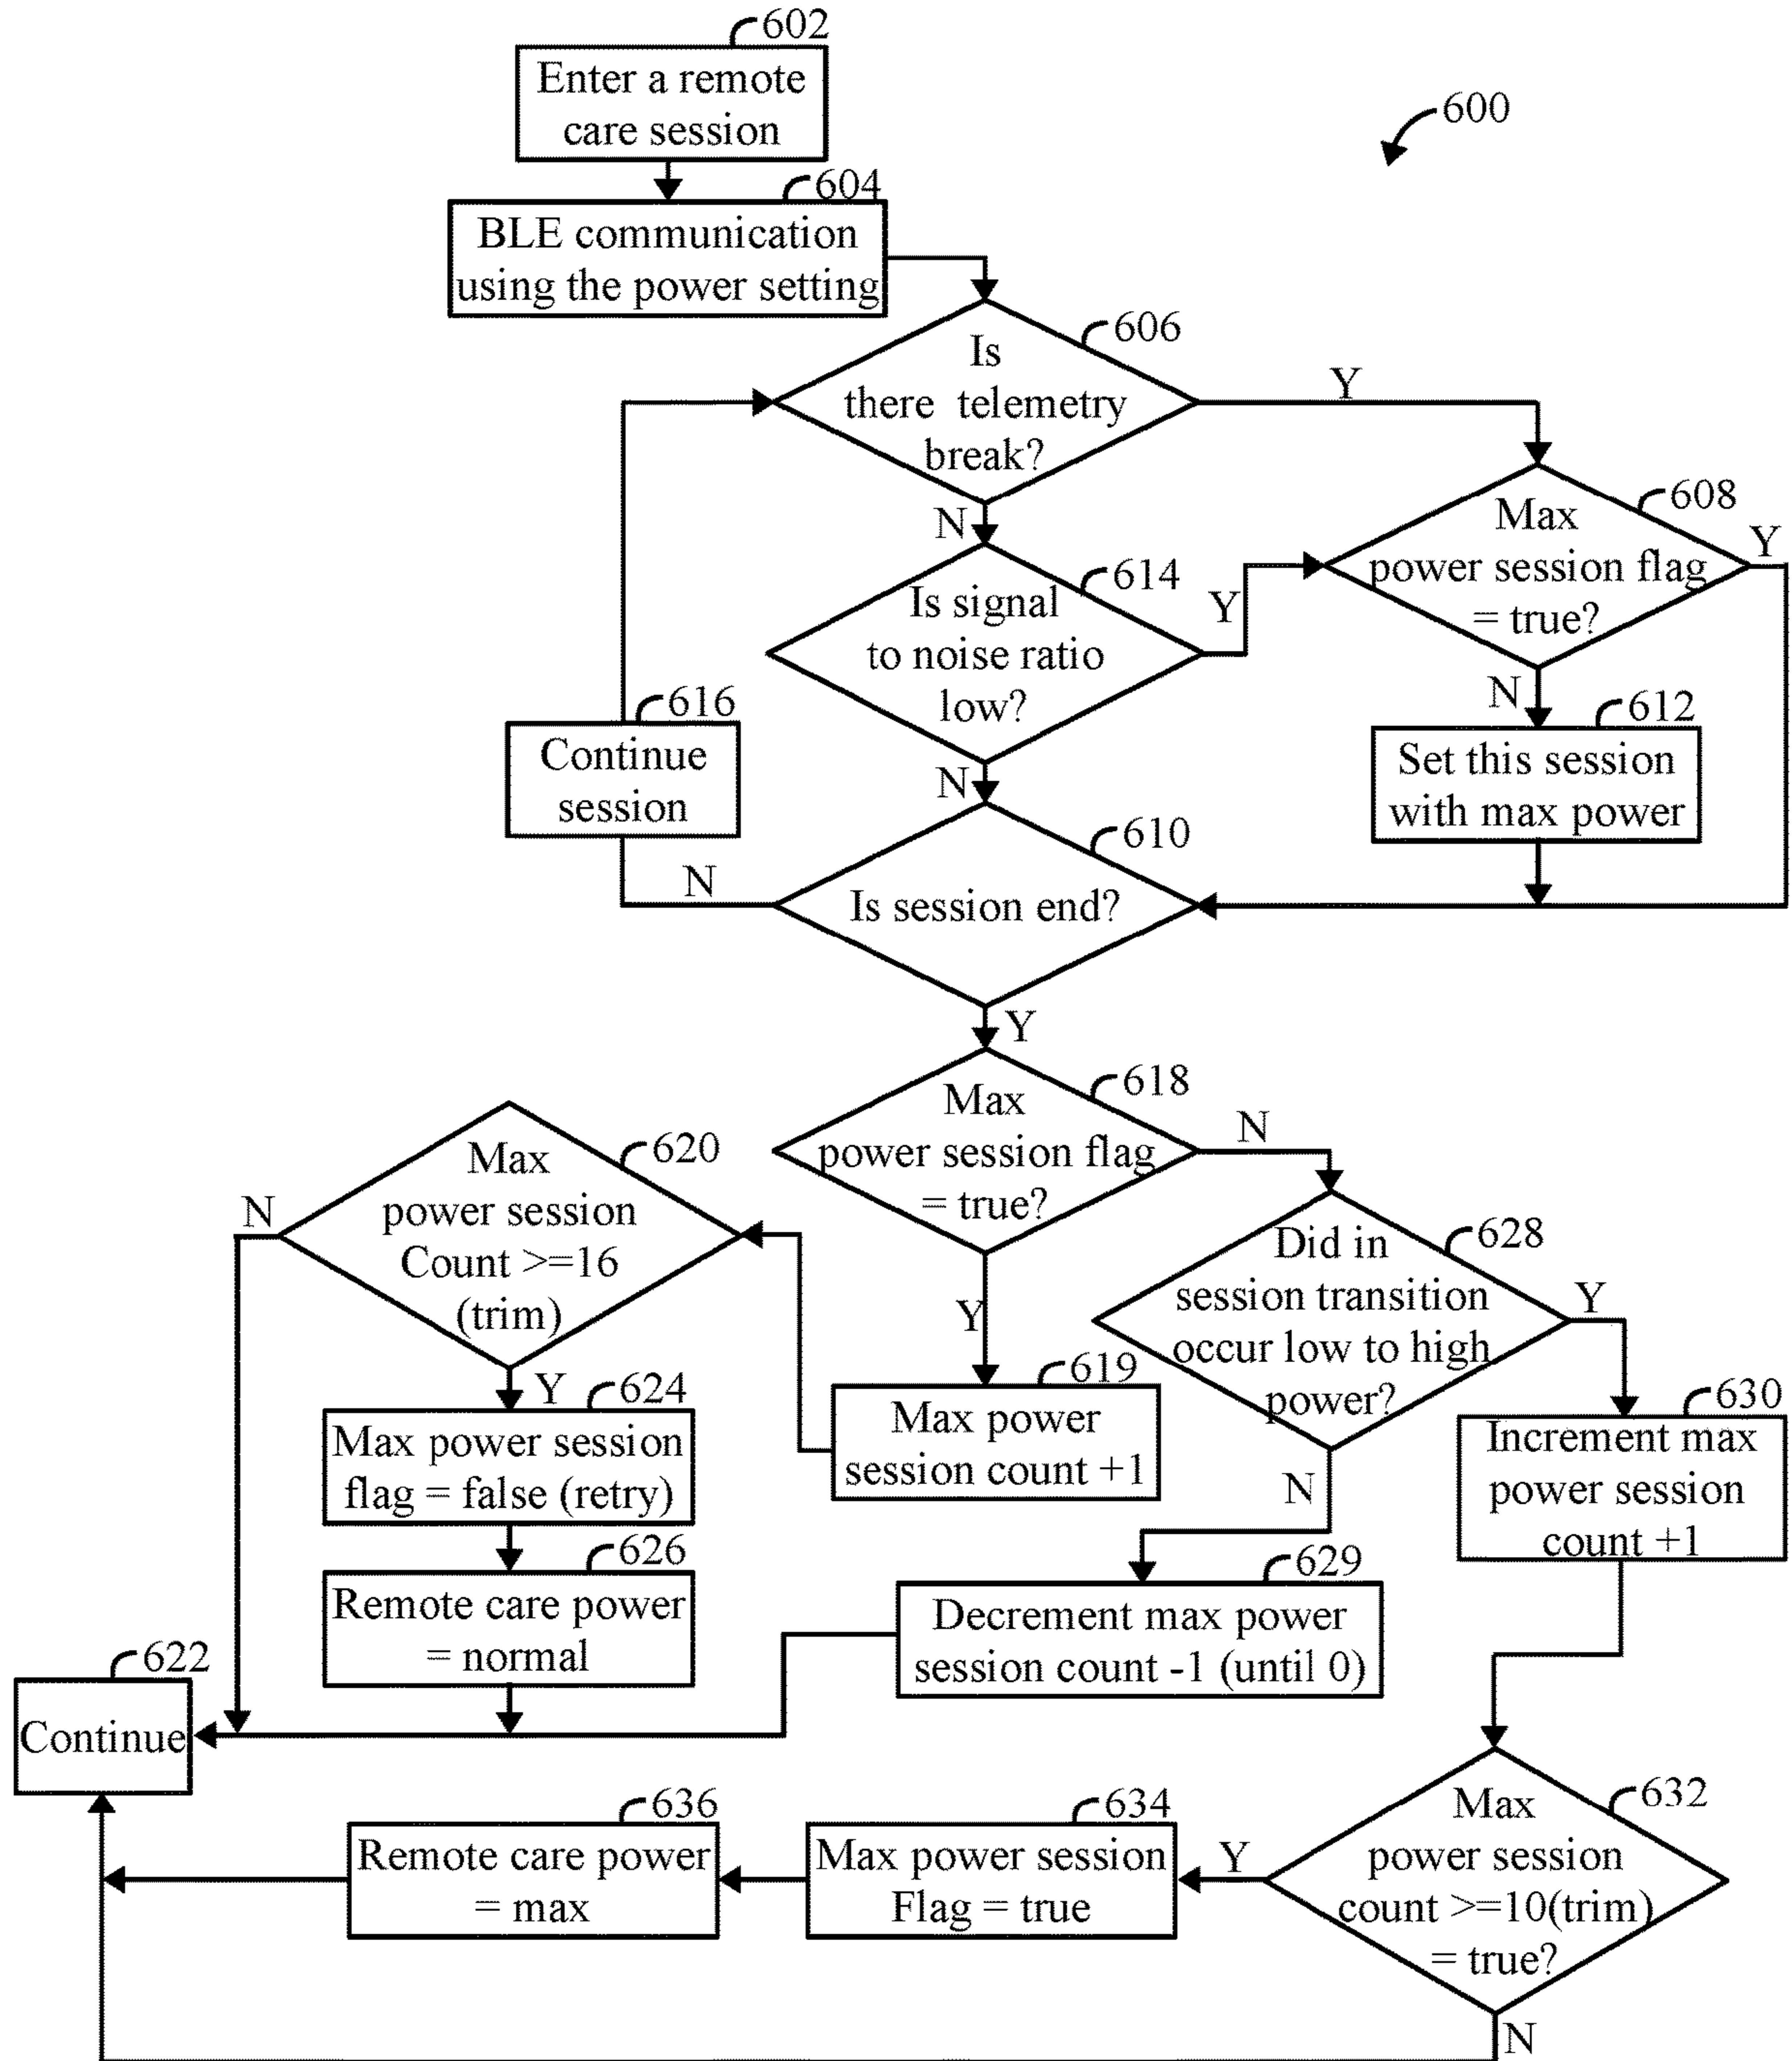 602
Enter a remote
care session
600
604
BLE communication
using the power setting
606
Is
there telemetry
break?
Y
N
608
Max
power session flag
= true?
Y
N
614
Is signal
to noise ratio
low?
Y
N
616
Continue
session
612
Set this session
with max power
610
Is session end?
N
Y
618
Max
power session flag
= true?
N
Y
620
Max
power session
Count >=16
(trim)
N
Y
628
Did in
session transition
occur low to high
power?
Y
N
619
Max power
session count +1
624
Max power session
flag = false (retry)
630
Increment max
power session
count +1
626
Remote care power
= normal
629
Decrement max power
session count -1 (until 0)
622
Continue
632
Max
power session
count >=10(trim)
= true?
Y
N
634
Max power session
Flag = true
636
Remote care power
= max